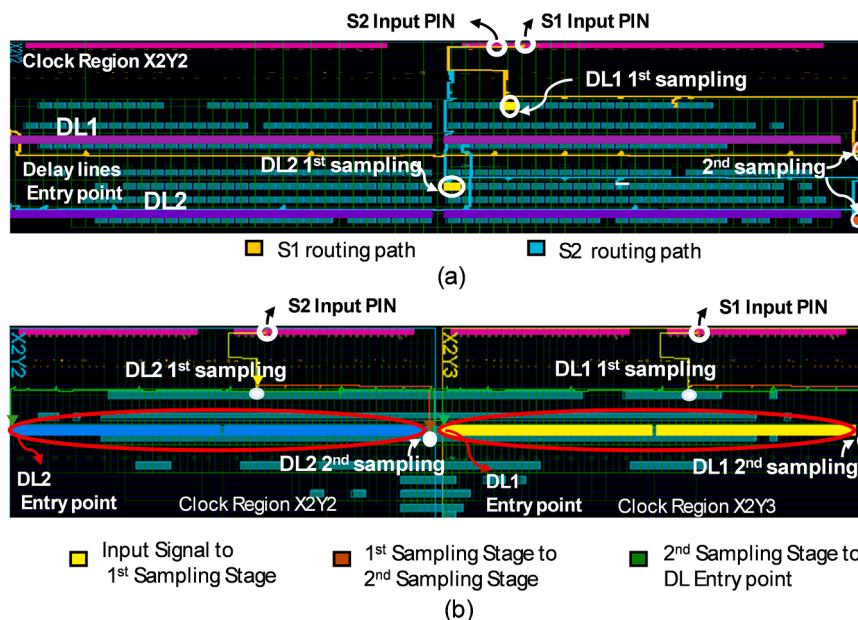 S2 Input PIN
S1 Input PIN
X2Y2
Clock Region X2Y2
DL1 1st sampling
DL1
Delay lines
Entry point
DL2 1st sampling
2nd sampling
DL2
S1 routing path
S2 routing path
(a)
S2 Input PIN
S1 Input PIN
X2Y2
X2Y3
DL2 1st sampling
DL1 1st sampling
DL2
Entry point
DL2 2nd sampling
DL1
Entry point
DL1 2nd sampling
Clock Region X2Y2
Clock Region X2Y3
Input Signal to
1st Sampling Stage
1st Sampling Stage to
2nd Sampling Stage
2nd Sampling Stage to
DL Entry point
(b)